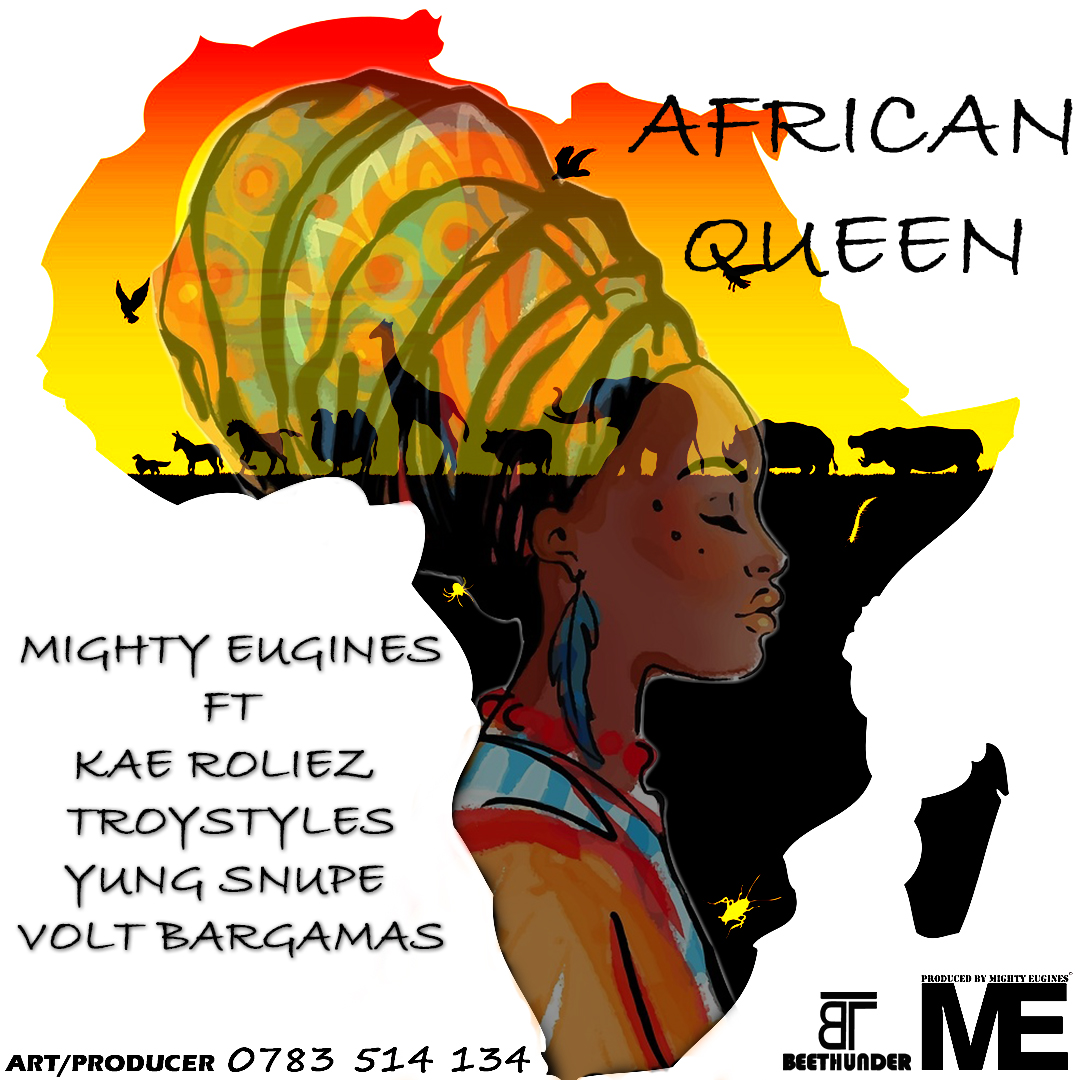 AFRICAN
QUEEN
MIGHTY EUGINES
FT
KAE ROLIEZ
TROYSTYLES
YUNG SNUPE
VOLT BARGAMAS
ART/PRODUCER 0783 514 134
BT
BEETHUNDER
PRODUCED BY MIGHTY EUGINES©
ME